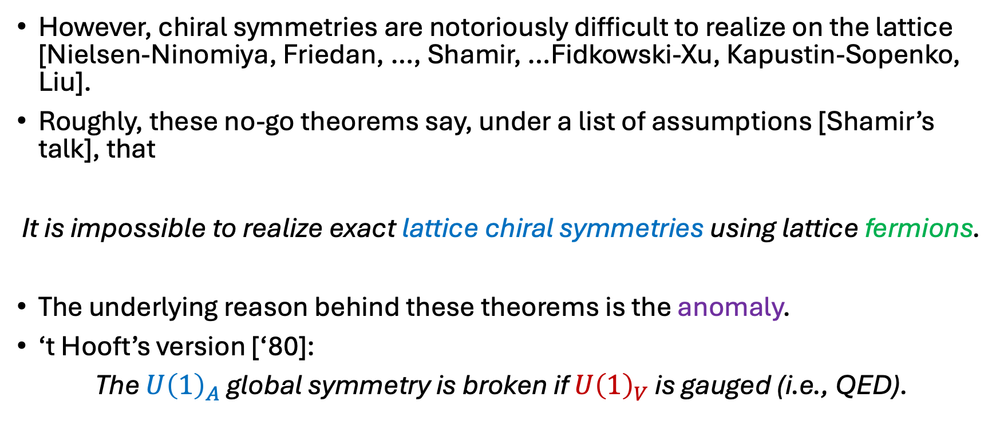 • However, chiral symmetries are notoriously difficult to realize on the lattice
[Nielsen-Ninomiya, Friedan, ..., Shamir, ...Fidkowski-Xu, Kapustin-Sopenko,
Liu].
• Roughly, these no-go theorems say, under a list of assumptions [Shamir’s
talk], that
It is impossible to realize exact lattice chiral symmetries using lattice fermions.
• The underlying reason behind these theorems is the anomaly.
• ‘t Hooft’s version [‘80]:
The U(1)_A global symmetry is broken if U(1)_V is gauged (i.e., QED).